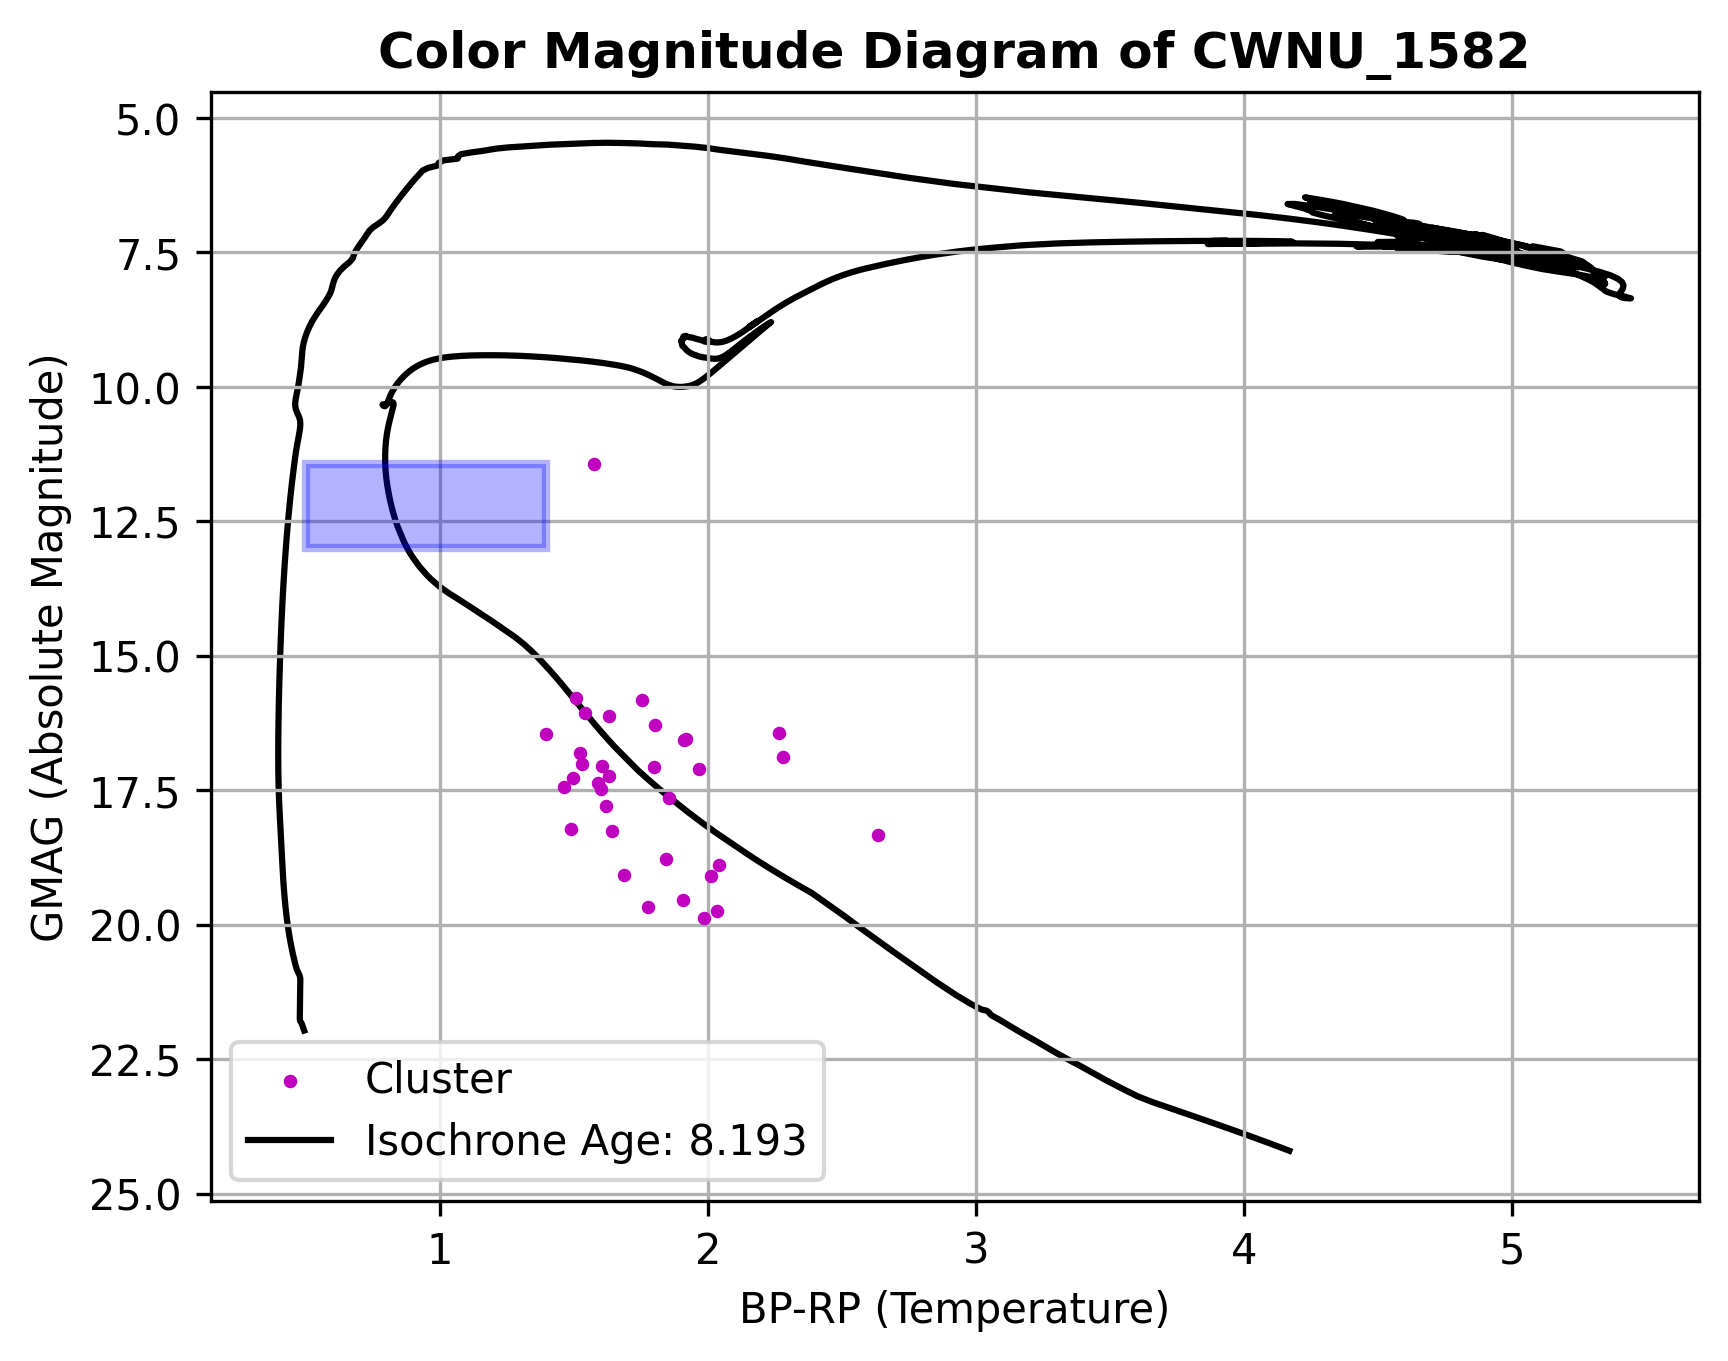 Color Magnitude Diagram of CWNU_1582
GMAG (Absolute Magnitude)
5.0
7.5
10.0
12.5
15.0
17.5
20.0
22.5
25.0
Cluster
Isochrone Age: 8.193
1 2 3 4 5
BP-RP (Temperature)